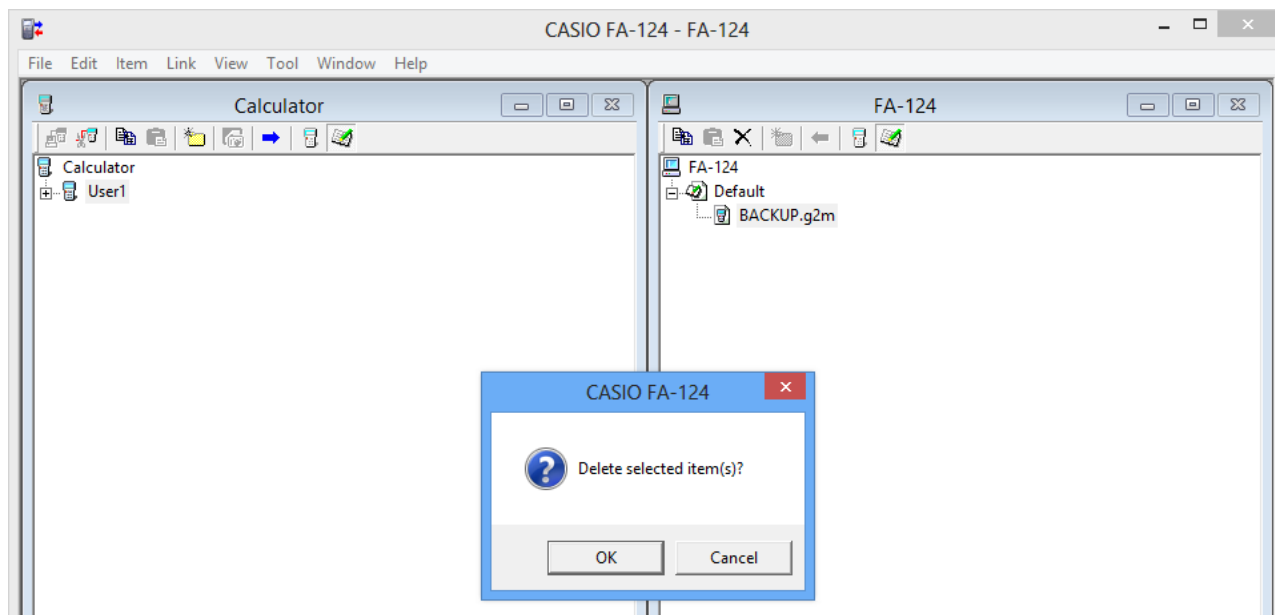 CASIO FA-124 - FA-124
File Edit Item Link View Tool Window Help
Calculator
FA-124
Calculator
User1
FA-124
Default
BACKUP.g2m
CASIO FA-124
Delete selected item(s)?
OK Cancel